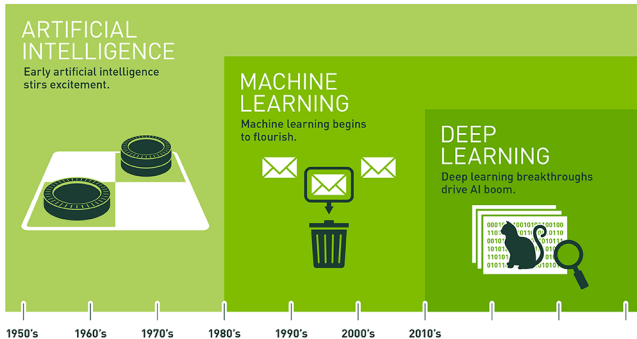 ARTIFICIAL
INTELLIGENCE
Early artificial intelligence
stirs excitement.
MACHINE
LEARNING
Machine learning begins
to flourish.
DEEP
LEARNING
Deep learning breakthroughs
drive AI boom.
1950's 1960's 1970's 1980's 1990's 2000's 2010's